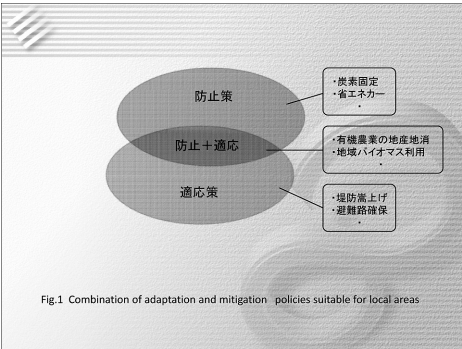 防止策
・炭素固定
・省エネカー
・
防止＋適応
・有機農業の地産地消
・地域バイオマス利用
・
適応策
・堤防嵩上げ
・避難路確保
・
Fig.1 Combination of adaptation and mitigation policies suitable for local areas